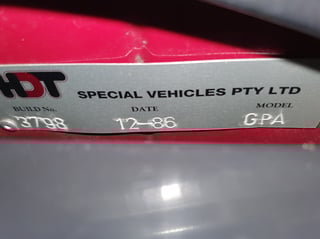 HDT SPECIAL VEHICLES PTY LTD
BUILD No. DATE MODEL
3798 12-86 GPA